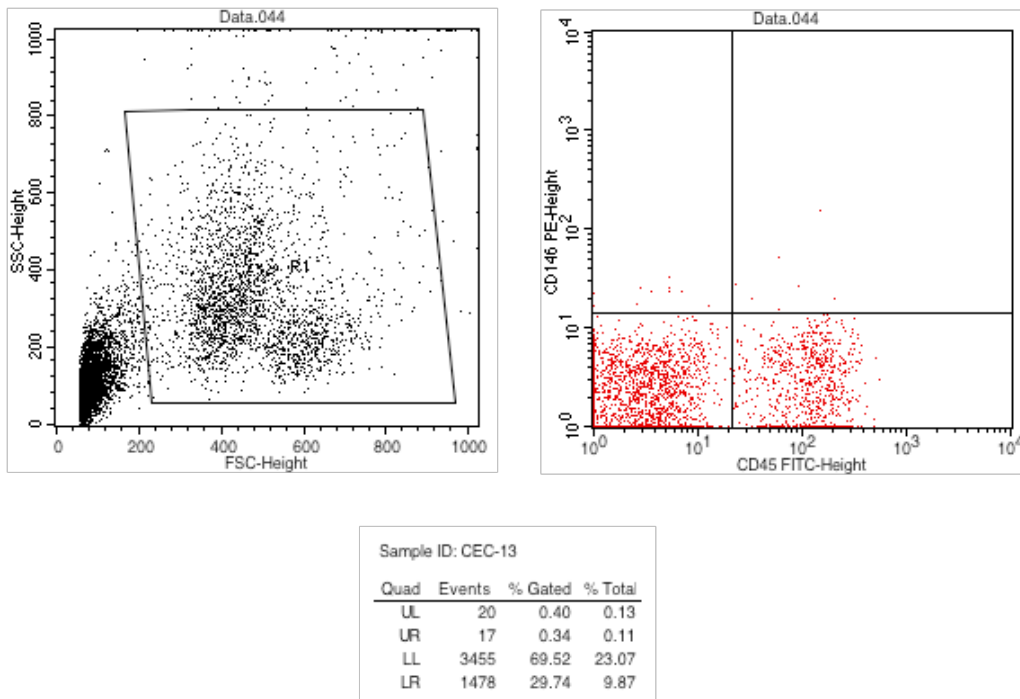 Data.044
1000
800
600
400
200
0
SSC-Height
R1
0 200 400 600 800 1000
FSC-Height
Data.044
10^4
10^3
10^2
10^1
10^0
CD146 PE-Height
10^0 10^1 10^2 10^3 10^4
CD45 FITC-Height
Sample ID: CEC-13
Quad Events % Gated % Total
UL 20 0.40 0.13
UR 17 0.34 0.11
LL 3455 69.52 23.07
LR 1478 29.74 9.87